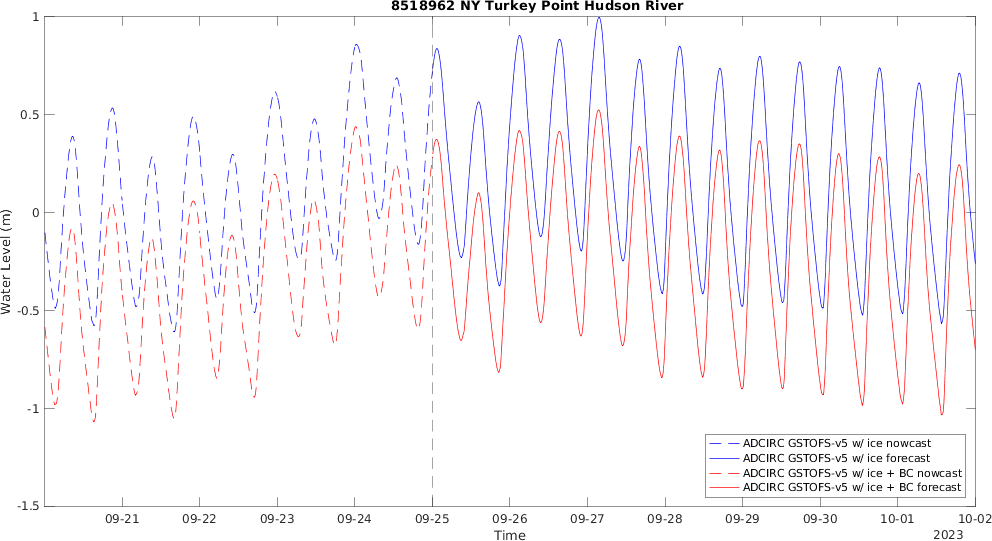 8518962 NY Turkey Point Hudson River
1
0.5
0
-0.5
-1
-1.5
Water Level (m)
ADCIRC GSTOFS-v5 w/ ice nowcast
ADCIRC GSTOFS-v5 w/ ice forecast
ADCIRC GSTOFS-v5 w/ ice + BC nowcast
ADCIRC GSTOFS-v5 w/ ice + BC forecast
09-21 09-22 09-23 09-24 09-25 09-26 09-27 09-28 09-29 09-30 10-01 10-02
Time
2023